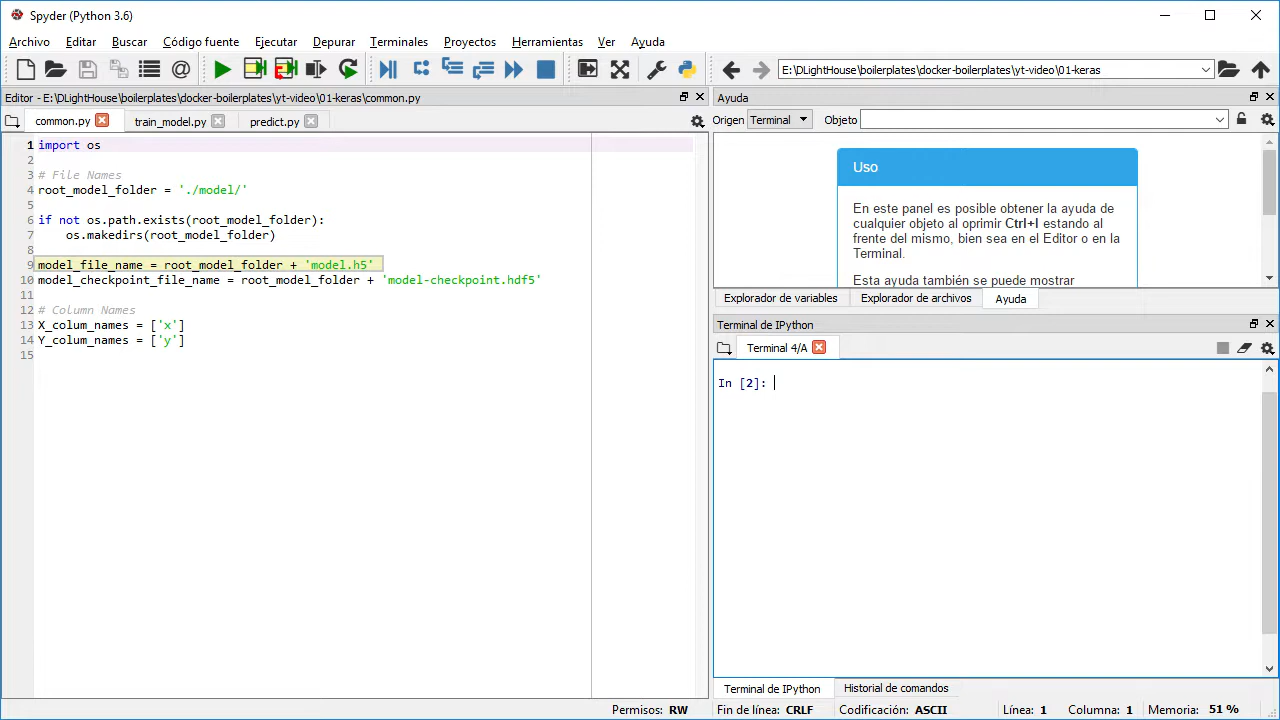 Spyder (Python 3.6)
Archivo Editar Buscar Código fuente Ejecutar Depurar Terminales Proyectos Herramientas Ver Ayuda
E:\DLightHouse\boilerplates\docker-boilerplates\yt-video\01-keras
Editor - E:\DLightHouse\boilerplates\docker-boilerplates\yt-video\01-keras\common.py
common.py train_model.py predict.py
1 import os
2
3 # File Names
4 root_model_folder = './model/'
5
6 if not os.path.exists(root_model_folder):
7 os.makedirs(root_model_folder)
8
9 model_file_name = root_model_folder + 'model.h5'
10 model_checkpoint_file_name = root_model_folder + 'model-checkpoint.hdf5'
11
12 # Column Names
13 X_colum_names = ['x']
14 Y_colum_names = ['y']
15
Ayuda
Origen Terminal Objeto
Uso
En este panel es posible obtener la ayuda de
cualquier objeto al oprimir Ctrl+I estando al
frente del mismo, bien sea en el Editor o en la
Terminal.
Esta ayuda también se puede mostrar
Explorador de variables Explorador de archivos Ayuda
Terminal de IPython
Terminal 4/A
In [2]:
Terminal de IPython Historial de comandos
Permisos: RW Fin de línea: CRLF Codificación: ASCII Línea: 1 Columna: 1 Memoria: 51 %